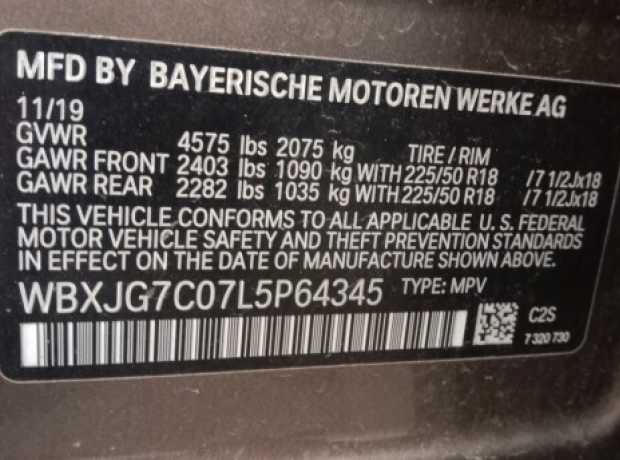 MFD BY BAYERISCHE MOTOREN WERKE AG
11/19
GVWR 4575 lbs 2075 kg TIRE / RIM
GAWR FRONT 2403 lbs 1090 kg WITH 225/50 R18 /7 1/2Jx18
GAWR REAR 2282 lbs 1035 kg WITH 225/50 R18 /7 1/2Jx18
THIS VEHICLE CONFORMS TO ALL APPLICABLE U. S. FEDERAL
MOTOR VEHICLE SAFETY AND THEFT PREVENTION STANDARDS
IN EFFECT ON THE DATE OF MANUFACTURE SHOWN ABOVE.
WBXJG7C07L5P64345 TYPE: MPV
C2S
7 320 730